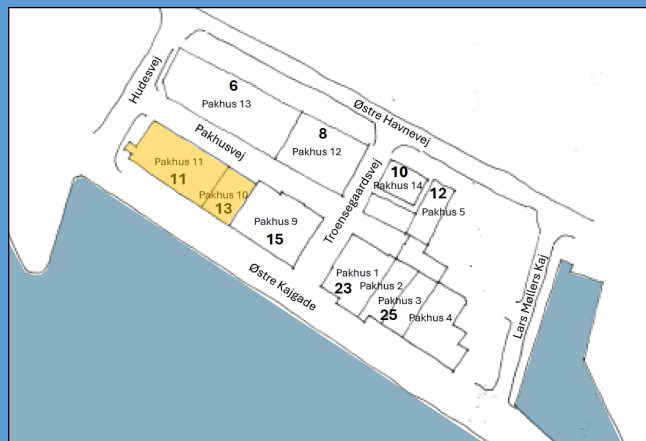 6
Pakhus 13
Hudesvej
Østre Havnevej
8
Pakhus 12
Pakhusvej
Pakhus 11
11
Pakhus 10
13
Pakhus 9
15
Troensegaardsvej
10
Pakhus 14
12
Pakhus 5
Østre Kajgade
Pakhus 1
23
Pakhus 2
Pakhus 3
25
Pakhus 4
Lars Møllers Kaj